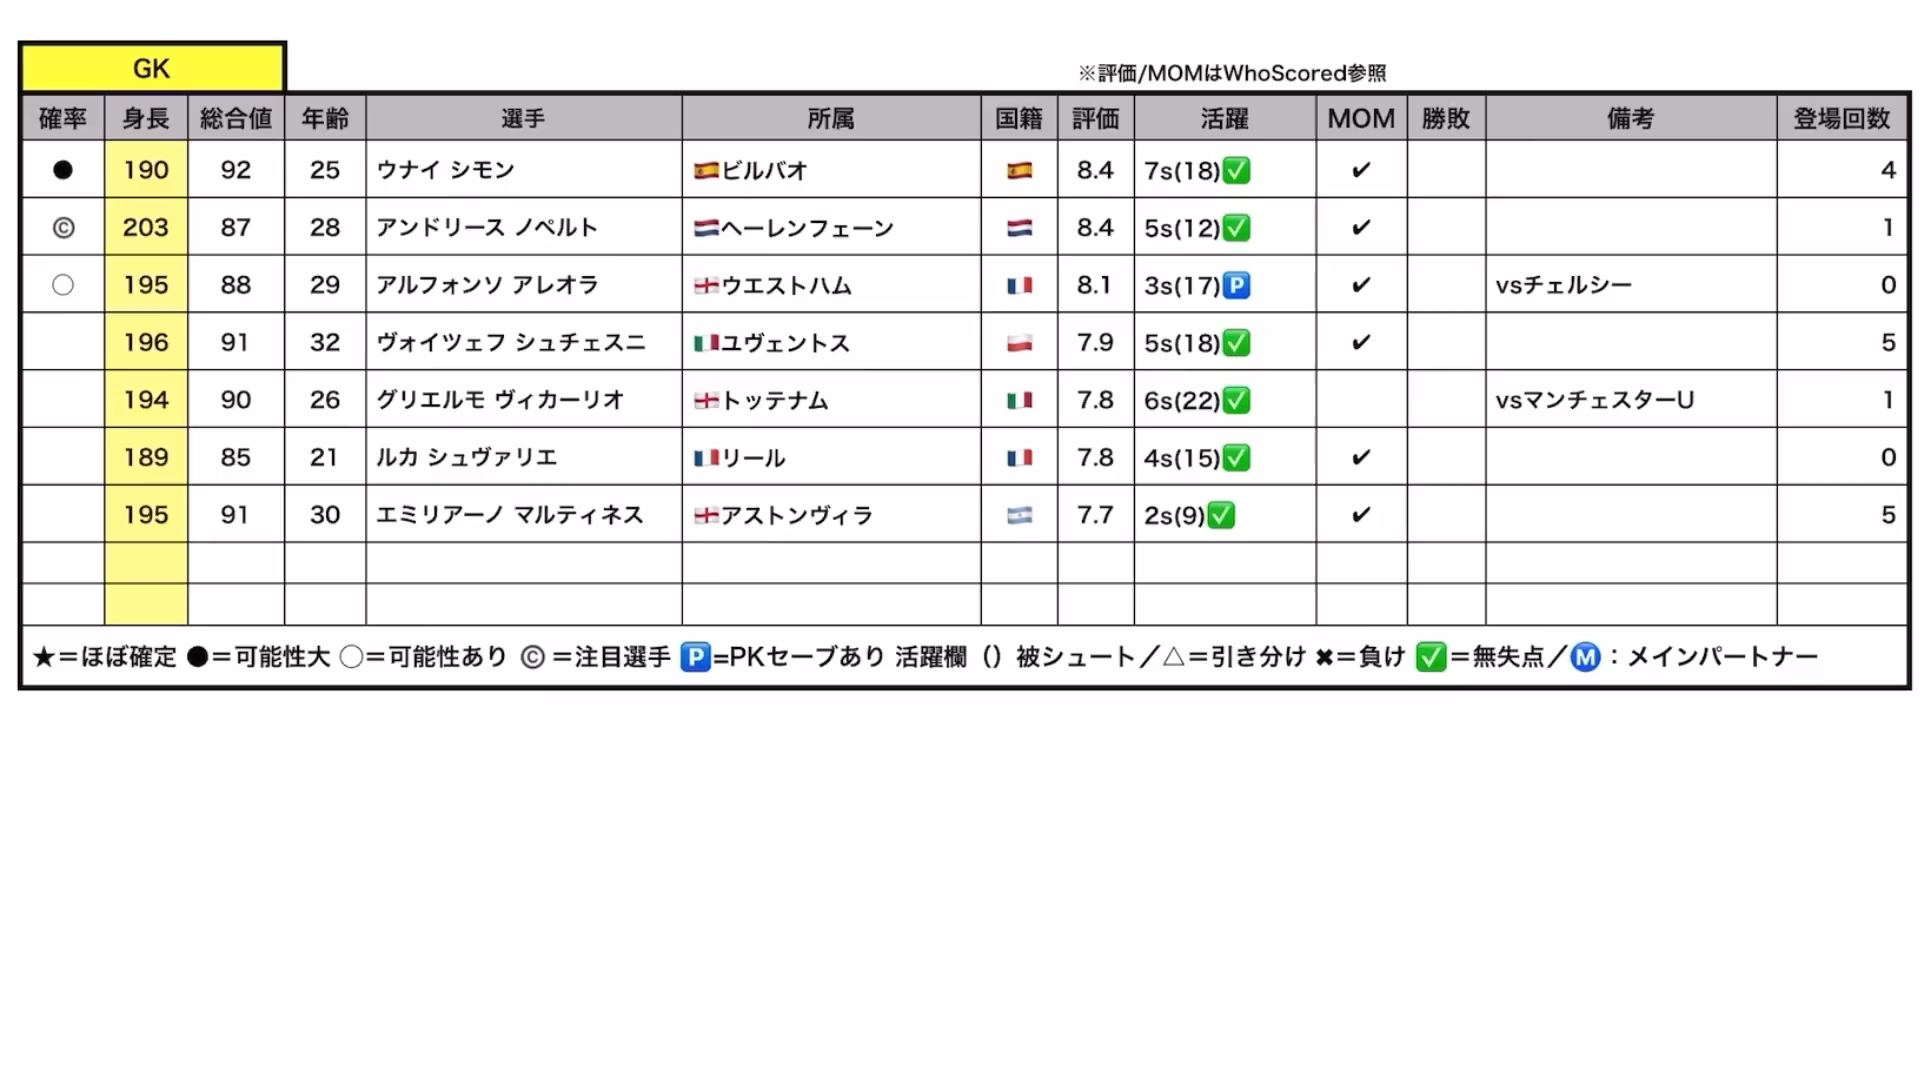 GK
※評価/MOMはWhoScored参照
確率 身長 総合値 年齢 選手 所属 国籍 評価 活躍 MOM 勝敗 備考 登場回数
● 190 92 25 ウナイ シモン 🇪🇸ビルバオ 🇪🇸 8.4 7s(18)✅ ✔ 4
© 203 87 28 アンドリース ノペルト 🇳🇱ヘーレンフェーン 🇳🇱 8.4 5s(12)✅ ✔ 1
○ 195 88 29 アルフォンソ アレオラ 🏴󠁧󠁢󠁥󠁮󠁧󠁿ウエストハム 🇫🇷 8.1 3s(17)🅿️ ✔ vsチェルシー 0
196 91 32 ヴォイツェフ シュチェスニ 🇮🇹ユヴェントス 🇵🇱 7.9 5s(18)✅ ✔ 5
194 90 26 グリエルモ ヴィカーリオ 🏴󠁧󠁢󠁥󠁮󠁧󠁿トッテナム 🇮🇹 7.8 6s(22)✅ vsマンチェスターU 1
189 85 21 ルカ シュヴァリエ 🇫🇷リール 🇫🇷 7.8 4s(15)✅ ✔ 0
195 91 30 エミリアーノ マルティネス 🏴󠁧󠁢󠁥󠁮󠁧󠁿アストンヴィラ 🇦🇷 7.7 2s(9)✅ ✔ 5
★＝ほぼ確定 ●＝可能性大 ○＝可能性あり © ＝注目選手 🅿️=PKセーブあり 活躍欄（）被シュート／△＝引き分け ✖＝負け ✅＝無失点／Ⓜ️：メインパートナー